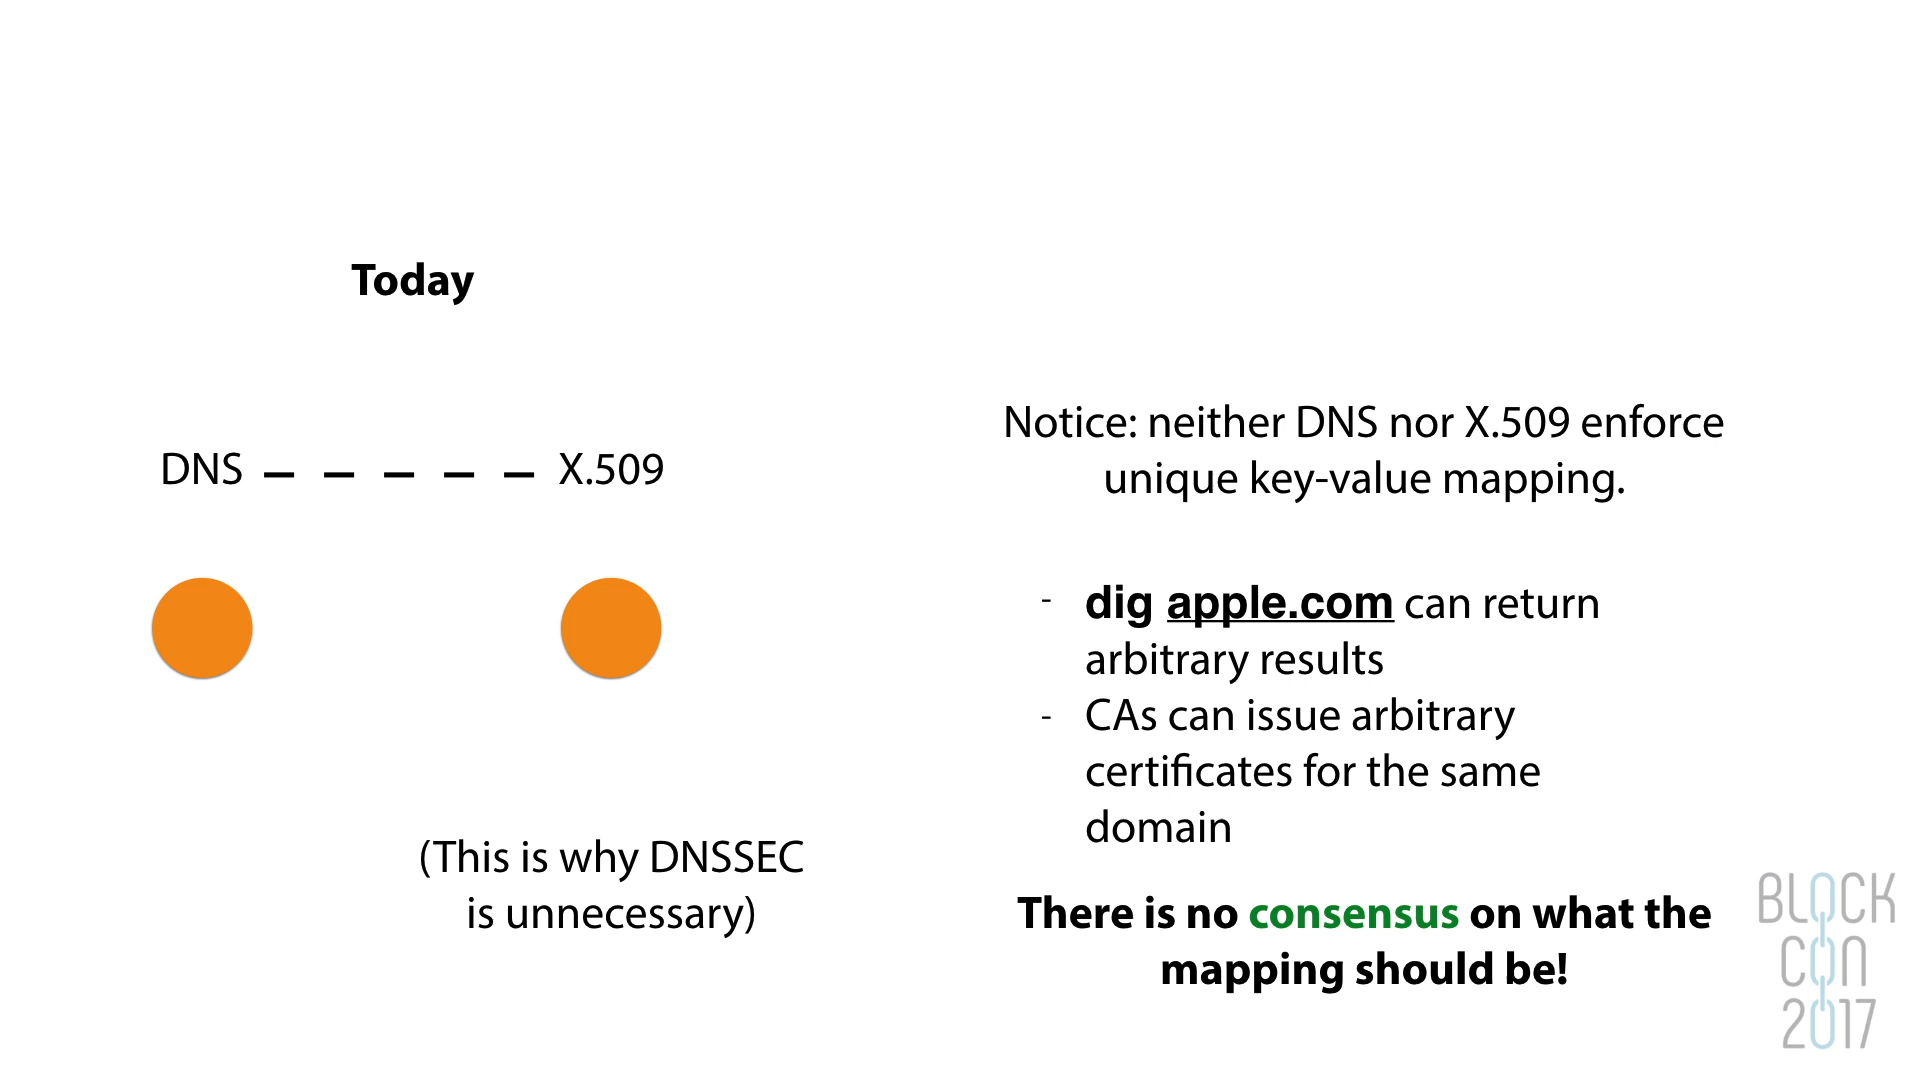 Today
DNS – – – – – X.509
(This is why DNSSEC
is unnecessary)
Notice: neither DNS nor X.509 enforce
unique key-value mapping.
- dig apple.com can return
arbitrary results
- CAs can issue arbitrary
certificates for the same
domain
There is no consensus on what the
mapping should be!
BLOCK
CON
2017